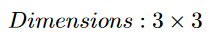 Dimensions : 3 × 3